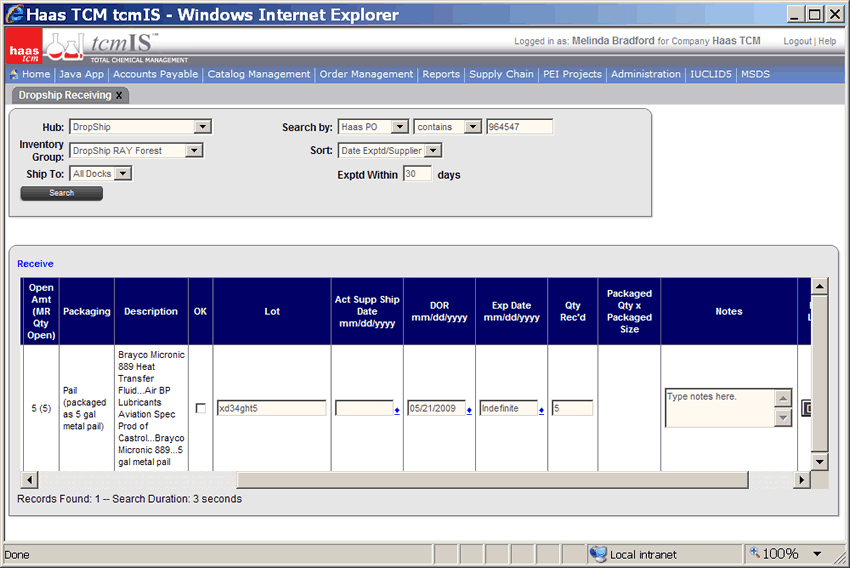 Haas TCM tcmIS - Windows Internet Explorer
haas tcm
tcmIS™
TOTAL CHEMICAL MANAGEMENT
Logged in as: Melinda Bradford for Company Haas TCM
Logout | Help
Home | Java App | Accounts Payable | Catalog Management | Order Management | Reports | Supply Chain | PEI Projects | Administration | IUCLID5 | MSDS
Dropship Receiving x
Hub: DropShip
Search by: Haas PO contains 964547
Inventory Group: DropShip RAY Forest
Sort: Date Exptd/Supplier
Ship To: All Docks
Exptd Within 30 days
Search
Receive
Open Amt (MR Qty Open)
Packaging
Description
OK
Lot
Act Supp Ship Date mm/dd/yyyy
DOR mm/dd/yyyy
Exp Date mm/dd/yyyy
Qty Rec'd
Packaged Qty x Packaged Size
Notes
5 (5)
Pail
(packaged
as 5 gal
metal pail)
Brayco Micronic
889 Heat
Transfer
Fluid...Air BP
Lubricants
Aviation Spec
Prod of
Castrol...Brayco
Micronic 889...5
gal metal pail
xd34ght5
05/21/2009
Indefinite
5
Type notes here.
Records Found: 1 -- Search Duration: 3 seconds
Done
Local intranet
100%